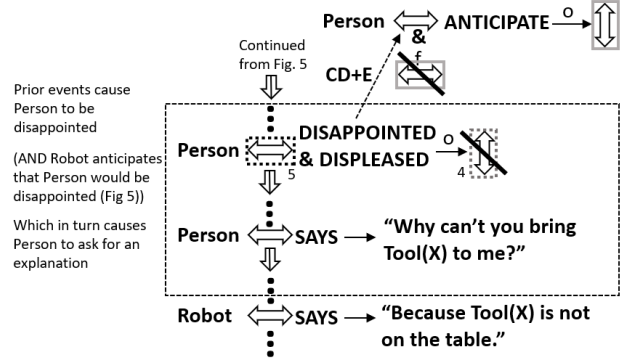 Person ANTICIPATE o
&
f
CD+E
Continued
from Fig. 5
Prior events cause
Person to be
disappointed
(AND Robot anticipates
that Person would be
disappointed (Fig 5))
Which in turn causes
Person to ask for an
explanation
DISAPPOINTED
Person & DISPLEASED o
5 4
Person SAYS “Why can’t you bring
Tool(X) to me?”
Robot SAYS “Because Tool(X) is not
on the table.”